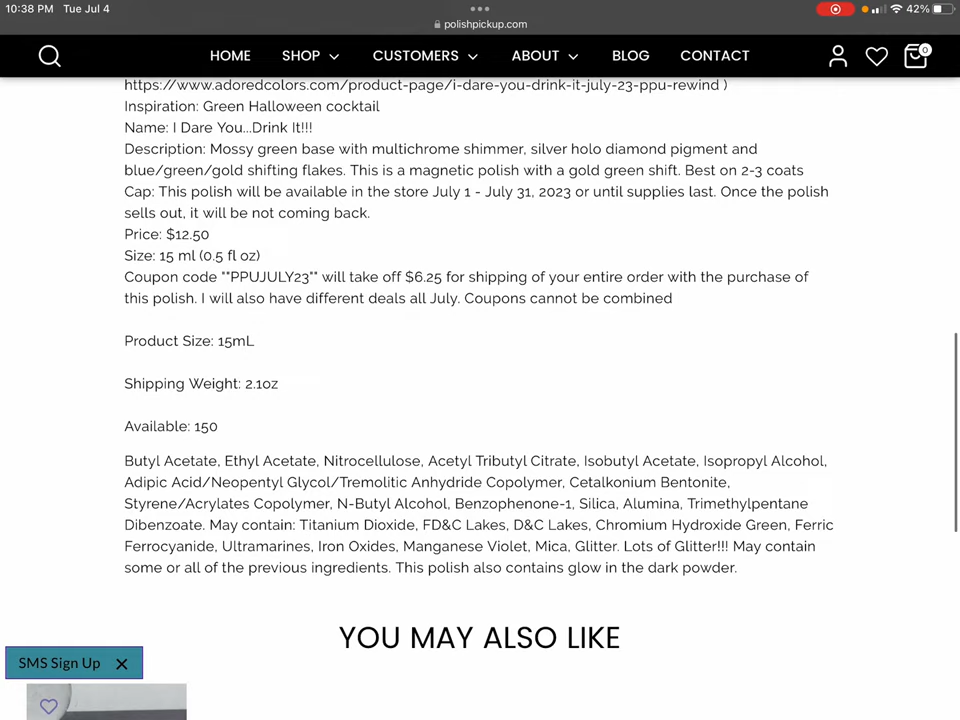 10:38 PM Tue Jul 4
42%
polishpickup.com
HOME SHOP CUSTOMERS ABOUT BLOG CONTACT 0
https://www.adoredcolors.com/product-page/i-dare-you-drink-it-july-23-ppu-rewind )
Inspiration: Green Halloween cocktail
Name: I Dare You...Drink It!!!
Description: Mossy green base with multichrome shimmer, silver holo diamond pigment and
blue/green/gold shifting flakes. This is a magnetic polish with a gold green shift. Best on 2-3 coats
Cap: This polish will be available in the store July 1 - July 31, 2023 or until supplies last. Once the polish
sells out, it will be not coming back.
Price: $12.50
Size: 15 ml (0.5 fl oz)
Coupon code ""PPUJULY23"" will take off $6.25 for shipping of your entire order with the purchase of
this polish. I will also have different deals all July. Coupons cannot be combined
Product Size: 15mL
Shipping Weight: 2.1oz
Available: 150
Butyl Acetate, Ethyl Acetate, Nitrocellulose, Acetyl Tributyl Citrate, Isobutyl Acetate, Isopropyl Alcohol,
Adipic Acid/Neopentyl Glycol/Tremolitic Anhydride Copolymer, Cetalkonium Bentonite,
Styrene/Acrylates Copolymer, N-Butyl Alcohol, Benzophenone-1, Silica, Alumina, Trimethylpentane
Dibenzoate. May contain: Titanium Dioxide, FD&C Lakes, D&C Lakes, Chromium Hydroxide Green, Ferric
Ferrocyanide, Ultramarines, Iron Oxides, Manganese Violet, Mica, Glitter. Lots of Glitter!!! May contain
some or all of the previous ingredients. This polish also contains glow in the dark powder.
YOU MAY ALSO LIKE
SMS Sign Up